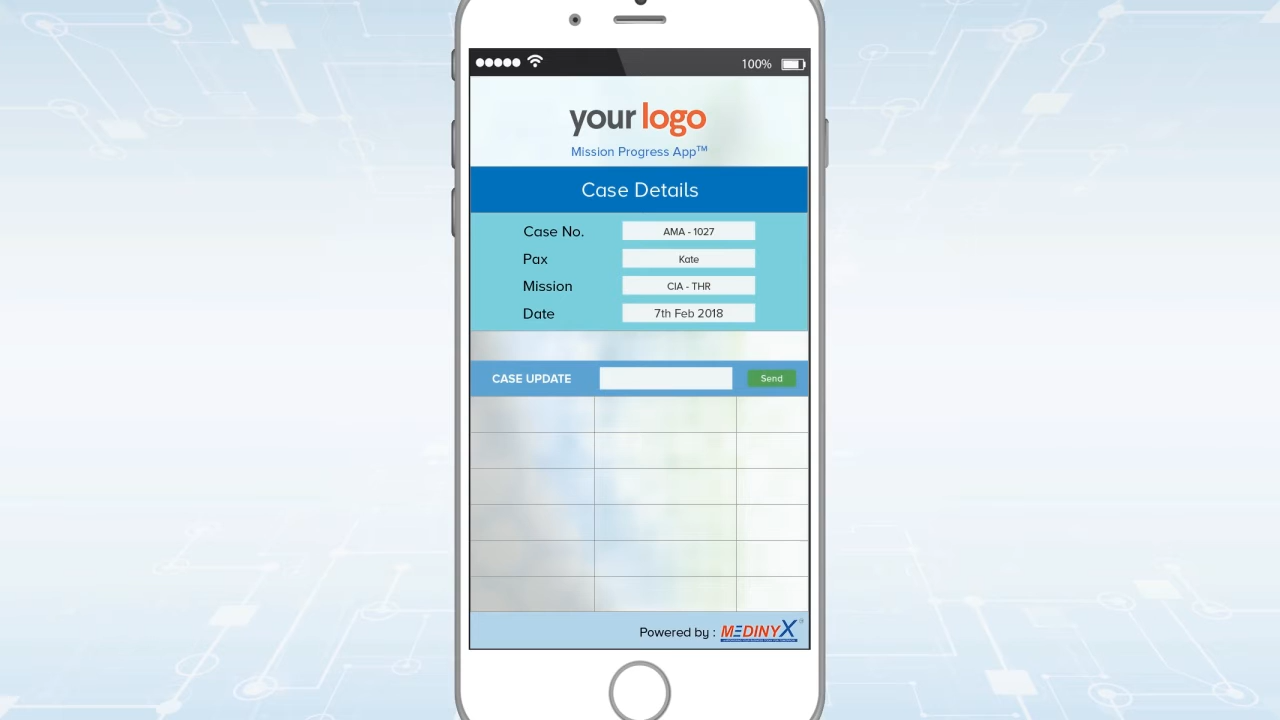 100%
your logo
Mission Progress App™
Case Details
Case No. AMA - 1027
Pax Kate
Mission CIA - THR
Date 7th Feb 2018
CASE UPDATE Send
Powered by : MEDINYX®